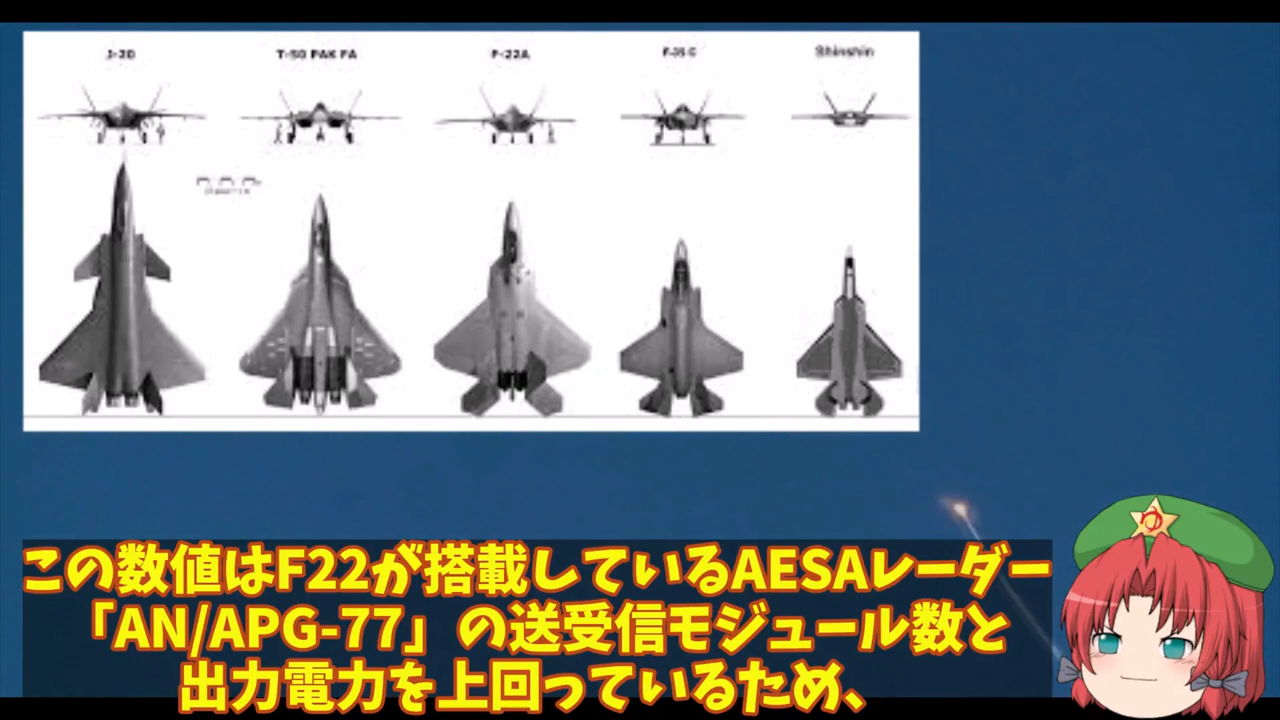 J-20
T-50 PAK FA
F-22A
F-35 C
Shinshin
この数値はF22が搭載しているAESAレーダー
「AN/APG-77」の送受信モジュール数と
出力電力を上回っているため、